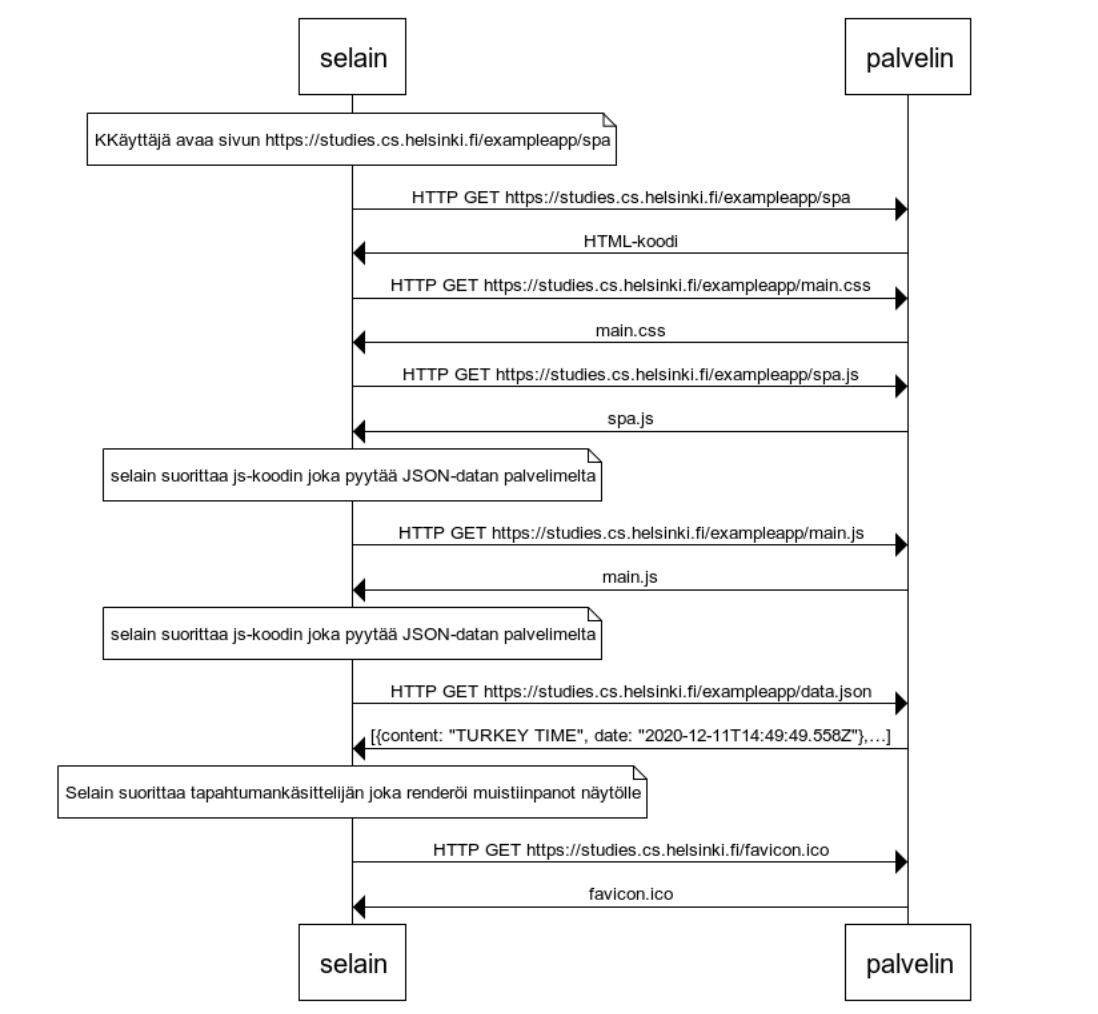 selain
palvelin
KKäyttäjä avaa sivun https://studies.cs.helsinki.fi/exampleapp/spa
HTTP GET https://studies.cs.helsinki.fi/exampleapp/spa
HTML-koodi
HTTP GET https://studies.cs.helsinki.fi/exampleapp/main.css
main.css
HTTP GET https://studies.cs.helsinki.fi/exampleapp/spa.js
spa.js
selain suorittaa js-koodin joka pyytää JSON-datan palvelimelta
HTTP GET https://studies.cs.helsinki.fi/exampleapp/main.js
main.js
selain suorittaa js-koodin joka pyytää JSON-datan palvelimelta
HTTP GET https://studies.cs.helsinki.fi/exampleapp/data.json
[{content: "TURKEY TIME", date: "2020-12-11T14:49:49.558Z"},...]
Selain suorittaa tapahtumankäsittelijän joka renderöi muistiinpanot näytölle
HTTP GET https://studies.cs.helsinki.fi/favicon.ico
favicon.ico
selain
palvelin